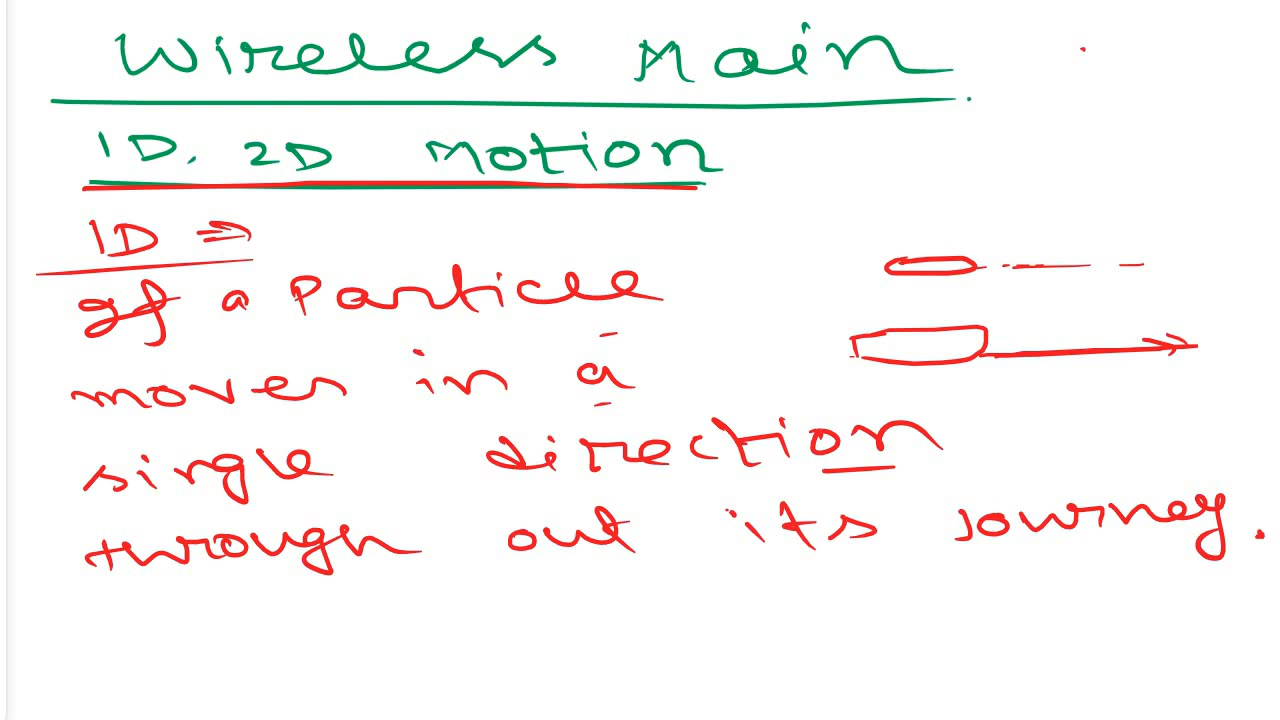 Wireless Main
1D. 2D Motion
1D ⇒
If a Particle
moves in a
single direction
through out its Journey.